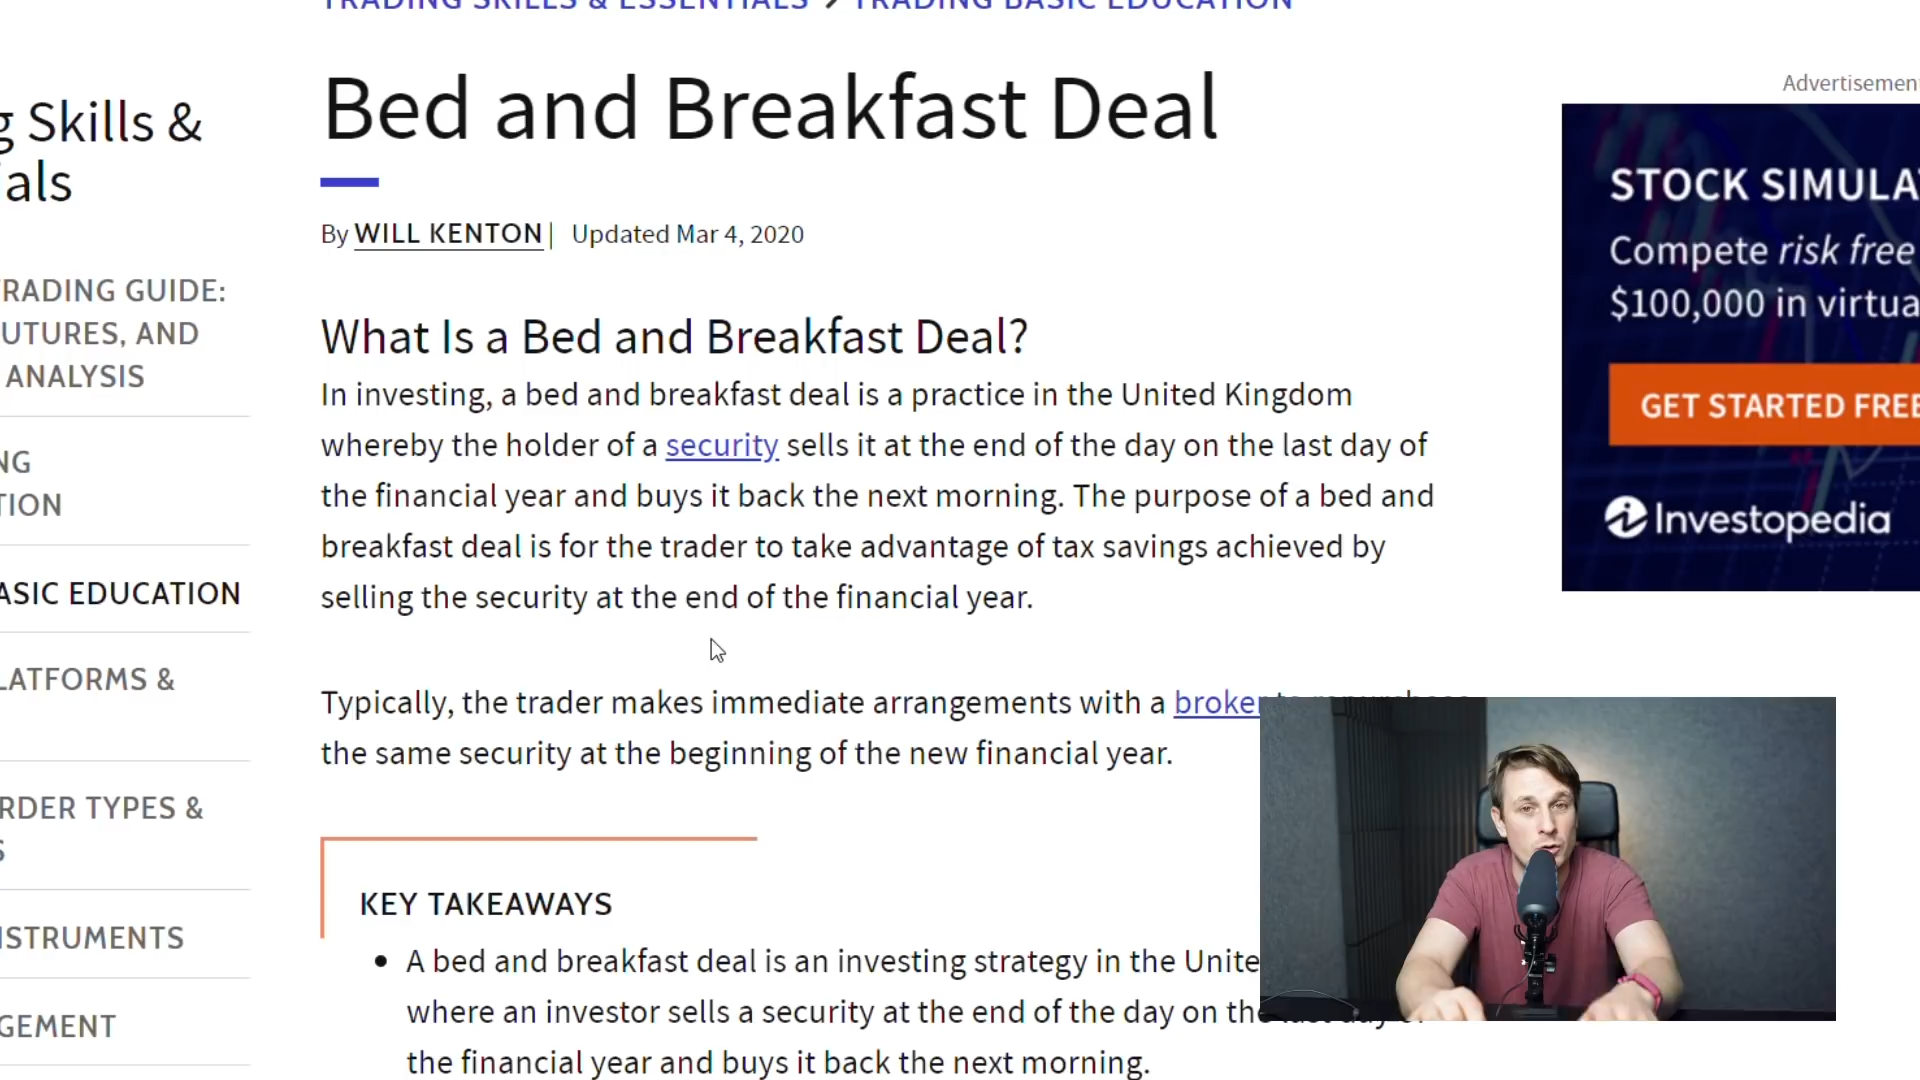 TRADING SKILLS & ESSENTIALS > TRADING BASIC EDUCATION
g Skills &
ials
RADING GUIDE:
UTURES, AND
ANALYSIS
NG
TION
ASIC EDUCATION
LATFORMS &
RDER TYPES &
S
NSTRUMENTS
GEMENT
Bed and Breakfast Deal
By WILL KENTON | Updated Mar 4, 2020
What Is a Bed and Breakfast Deal?
In investing, a bed and breakfast deal is a practice in the United Kingdom
whereby the holder of a security sells it at the end of the day on the last day of
the financial year and buys it back the next morning. The purpose of a bed and
breakfast deal is for the trader to take advantage of tax savings achieved by
selling the security at the end of the financial year.
Typically, the trader makes immediate arrangements with a broker
the same security at the beginning of the new financial year.
KEY TAKEAWAYS
• A bed and breakfast deal is an investing strategy in the Unite
where an investor sells a security at the end of the day on the last day of
the financial year and buys it back the next morning.
Advertisement
STOCK SIMULA
Compete risk free
$100,000 in virtua
GET STARTED FREE
Investopedia